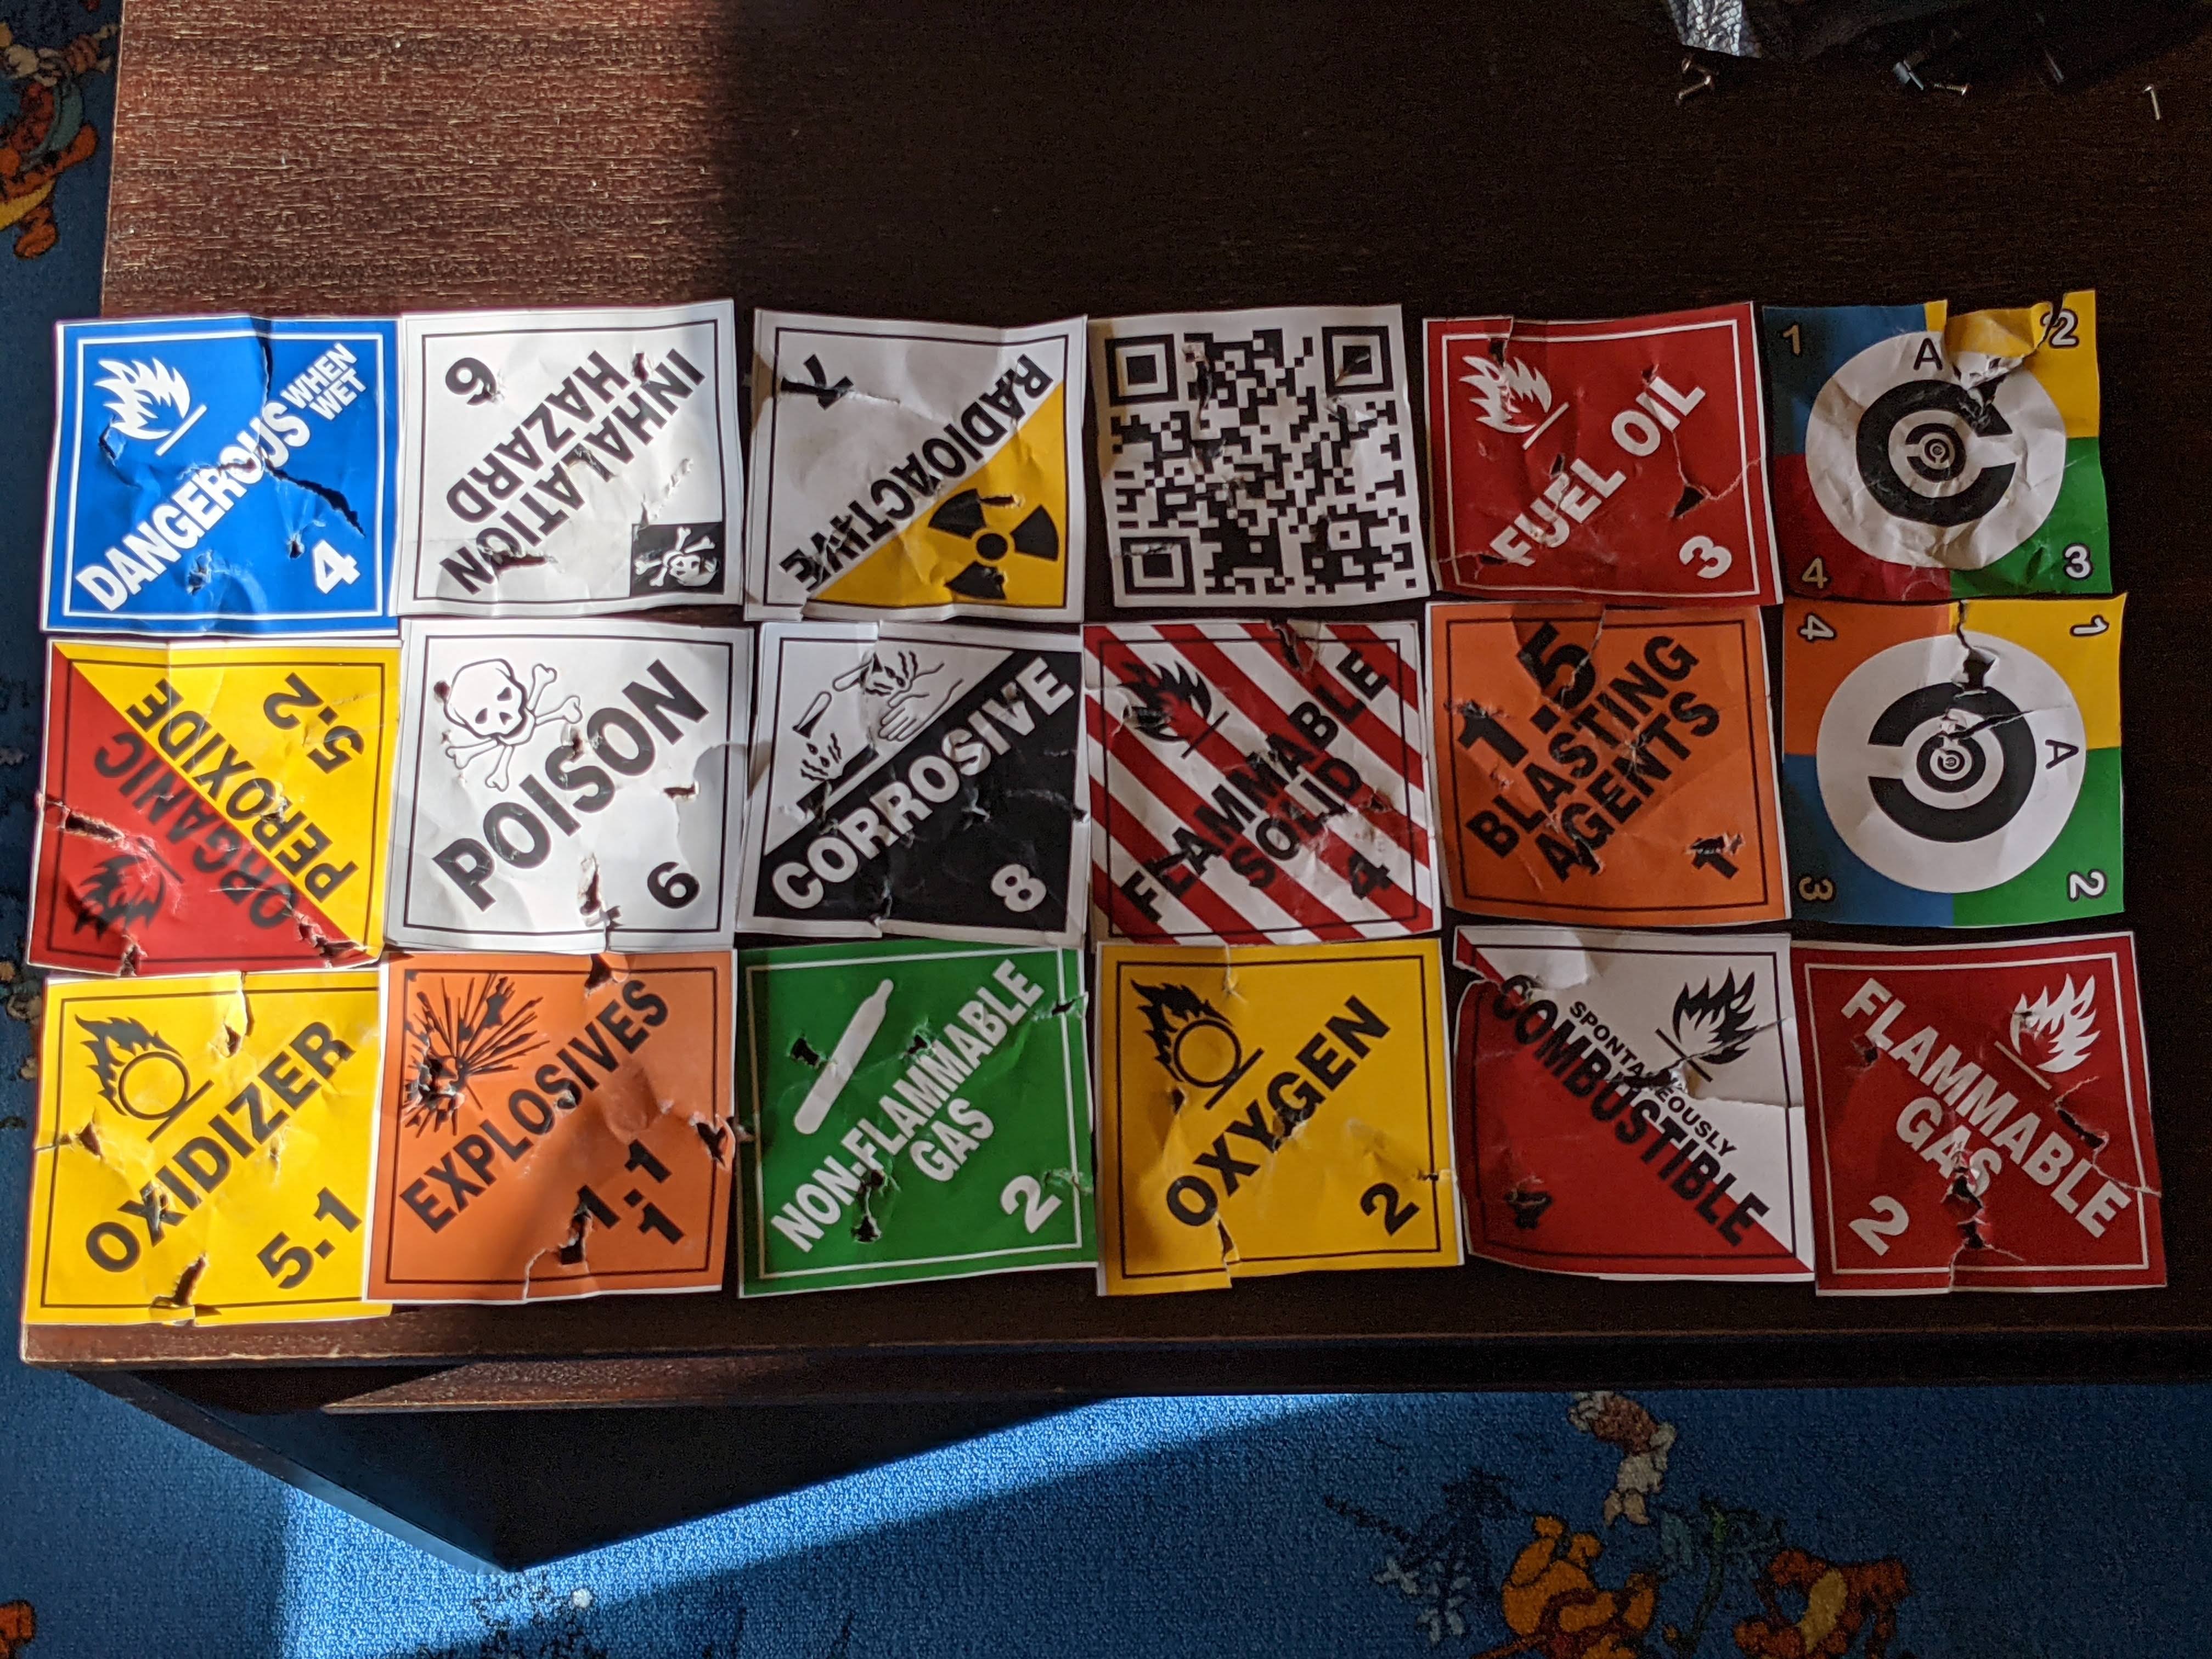 DANGEROUS
WHEN
WET
4
INHALATION
HAZARD
6
RADIOACTIVE
7
FUEL OIL
3
A
1
2
3
4
ORGANIC
PEROXIDE
5.2
POISON
6
CORROSIVE
8
FLAMMABLE
SOLID
4
1.5
BLASTING
AGENTS
1
A
1
2
3
4
OXIDIZER
5.1
EXPLOSIVES
1.1
1
NON-FLAMMABLE
GAS
2
OXYGEN
2
SPONTANEOUSLY
COMBUSTIBLE
4
FLAMMABLE
GAS
2